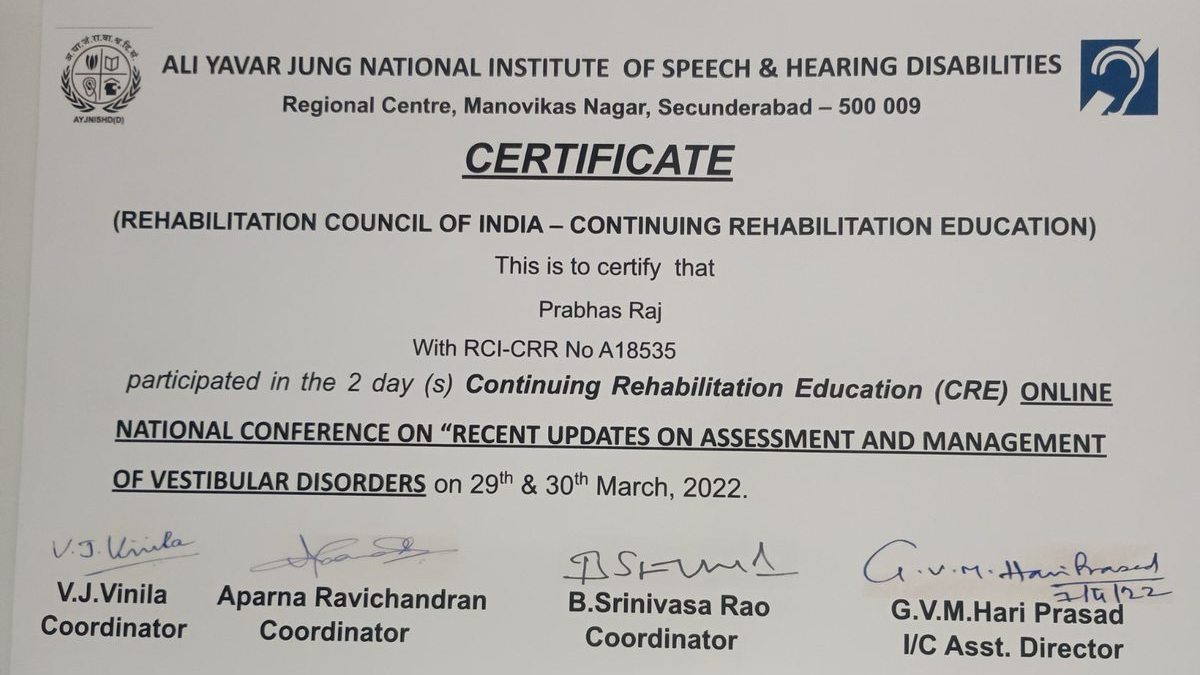 अ.या.जं.रा.वा.श्र.दि.सं
AYJNISHD(D)
ALI YAVAR JUNG NATIONAL INSTITUTE OF SPEECH & HEARING DISABILITIES
Regional Centre, Manovikas Nagar, Secunderabad – 500 009
CERTIFICATE
(REHABILITATION COUNCIL OF INDIA – CONTINUING REHABILITATION EDUCATION)
This is to certify that
Prabhas Raj
With RCI-CRR No A18535
participated in the 2 day (s) Continuing Rehabilitation Education (CRE) ONLINE
NATIONAL CONFERENCE ON “RECENT UPDATES ON ASSESSMENT AND MANAGEMENT
OF VESTIBULAR DISORDERS on 29th & 30th March, 2022.
V.J.Vinila
G.V.M.Hari Prasad
7/4/22
V.J.Vinila
Coordinator
Aparna Ravichandran
Coordinator
B.Srinivasa Rao
Coordinator
G.V.M.Hari Prasad
I/C Asst. Director